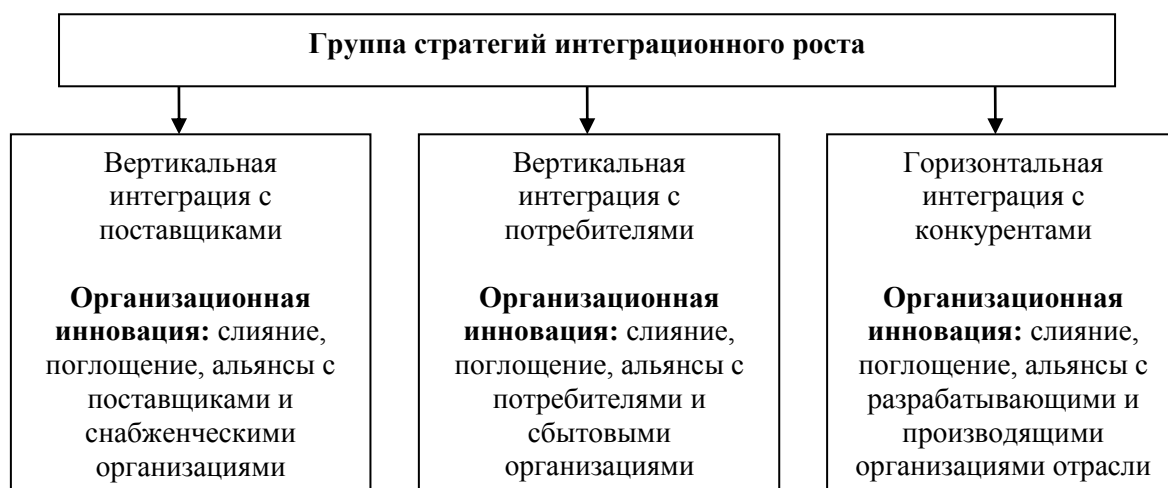 Группа стратегий интеграционного роста
Вертикальная
интеграция с
поставщиками
Организационная
инновация: слияние,
поглощение, альянсы с
поставщиками и
снабженческими
организациями
Вертикальная
интеграция с
потребителями
Организационная
инновация: слияние,
поглощение, альянсы с
потребителями и
сбытовыми
организациями
Горизонтальная
интеграция с
конкурентами
Организационная
инновация: слияние,
поглощение, альянсы с
разрабатывающими и
производящими
организациями отрасли